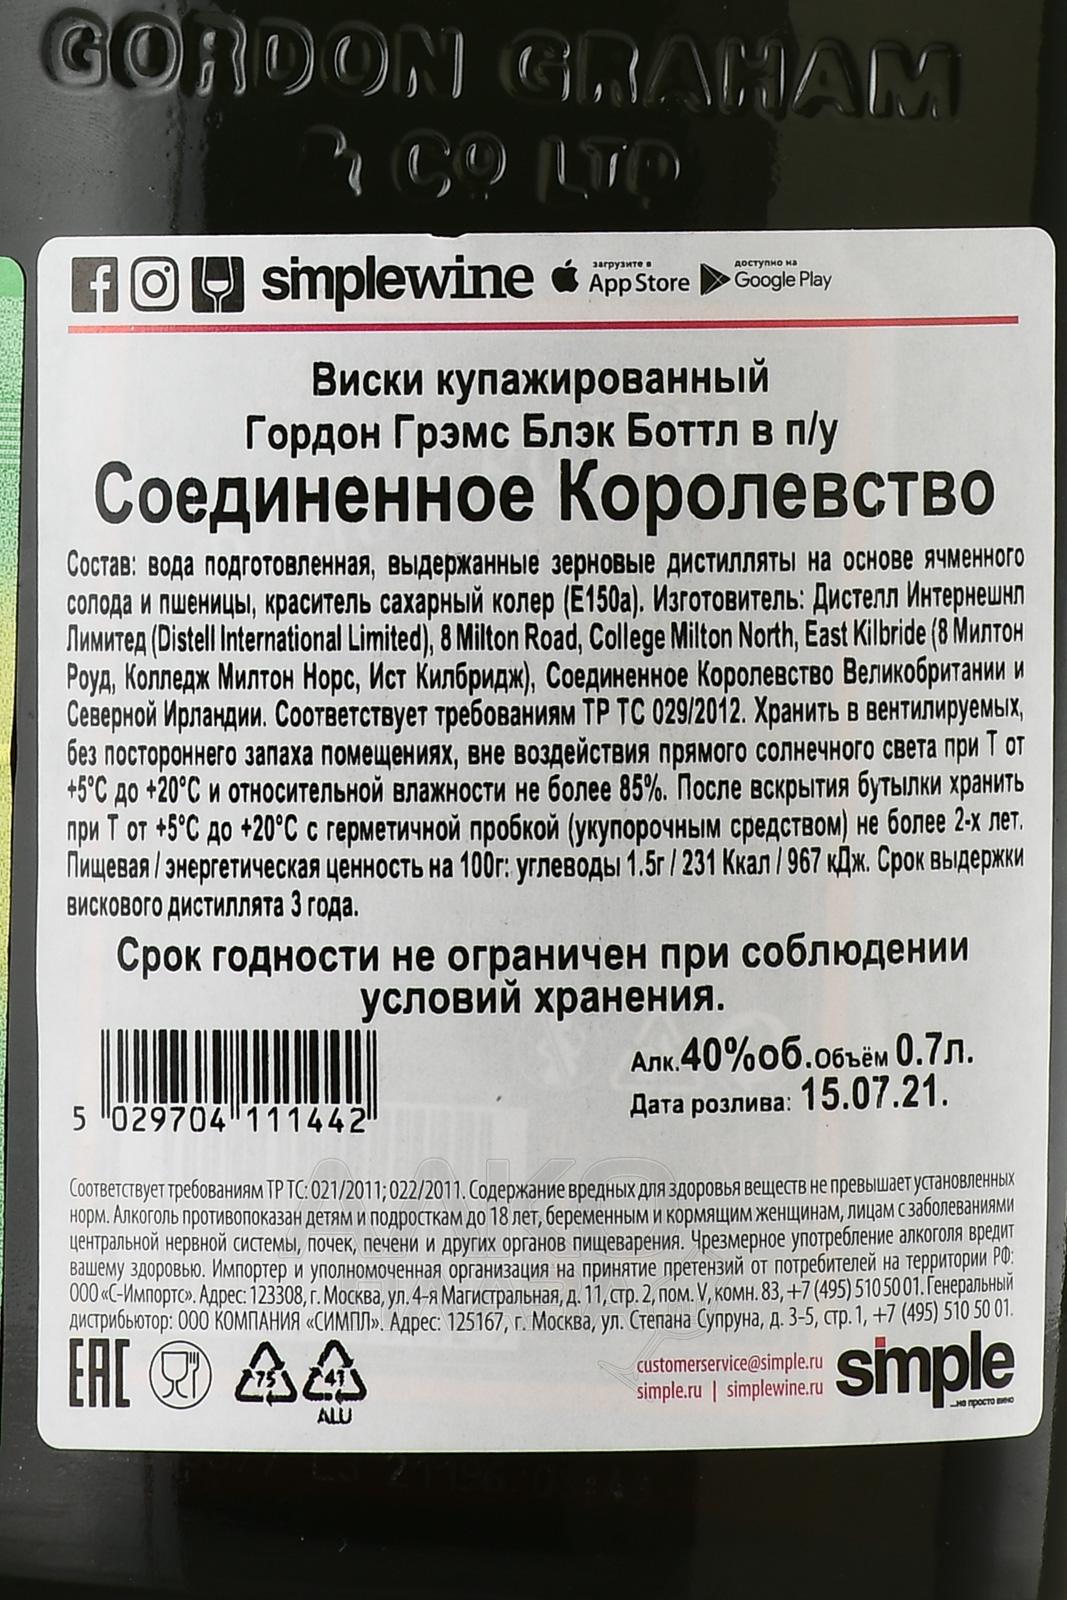 GORDON GRAHAM
& CO LTD
simplewine загрузите в App Store доступно на Google Play
Виски купажированный
Гордон Грэмс Блэк Боттл в п/у
Соединенное Королевство
Состав: вода подготовленная, выдержанные зерновые дистилляты на основе ячменного
солода и пшеницы, краситель сахарный колер (E150a). Изготовитель: Дистелл Интернешнл
Лимитед (Distell International Limited), 8 Milton Road, College Milton North, East Kilbride (8 Милтон
Роуд, Колледж Милтон Норс, Ист Килбридж), Соединенное Королевство Великобритании и
Северной Ирландии. Соответствует требованиям ТР ТС 029/2012. Хранить в вентилируемых,
без постороннего запаха помещениях, вне воздействия прямого солнечного света при Т от
+5°С до +20°С и относительной влажности не более 85%. После вскрытия бутылки хранить
при Т от +5°С до +20°С с герметичной пробкой (укупорочным средством) не более 2-х лет.
Пищевая / энергетическая ценность на 100г: углеводы 1.5г / 231 Ккал / 967 кДж. Срок выдержки
вискового дистиллята 3 года.
Срок годности не ограничен при соблюдении
условий хранения.
Алк.40%об.Объём 0.7л.
Дата розлива: 15.07.21.
5 029704 111442
Соответствует требованиям ТР ТС: 021/2011; 022/2011. Содержание вредных для здоровья веществ не превышает установленных
норм. Алкоголь противопоказан детям и подросткам до 18 лет, беременным и кормящим женщинам, лицам с заболеваниями
центральной нервной системы, почек, печени и других органов пищеварения. Чрезмерное употребление алкоголя вредит
вашему здоровью. Импортер и уполномоченная организация на принятие претензий от потребителей на территории РФ:
ООО «С-Импортс». Адрес: 123308, г. Москва, ул. 4-я Магистральная, д. 11, стр. 2, пом. V, комн. 83, +7 (495) 510 50 01. Генеральный
дистрибьютор: ООО КОМПАНИЯ «СИМПЛ». Адрес: 125167, г. Москва, ул. Степана Супруна, д. 3-5, стр. 1, +7 (495) 510 50 01.
EAC 75 41
ALU
customerservice@simple.ru
simple.ru | simplewine.ru
simple
...не просто вино